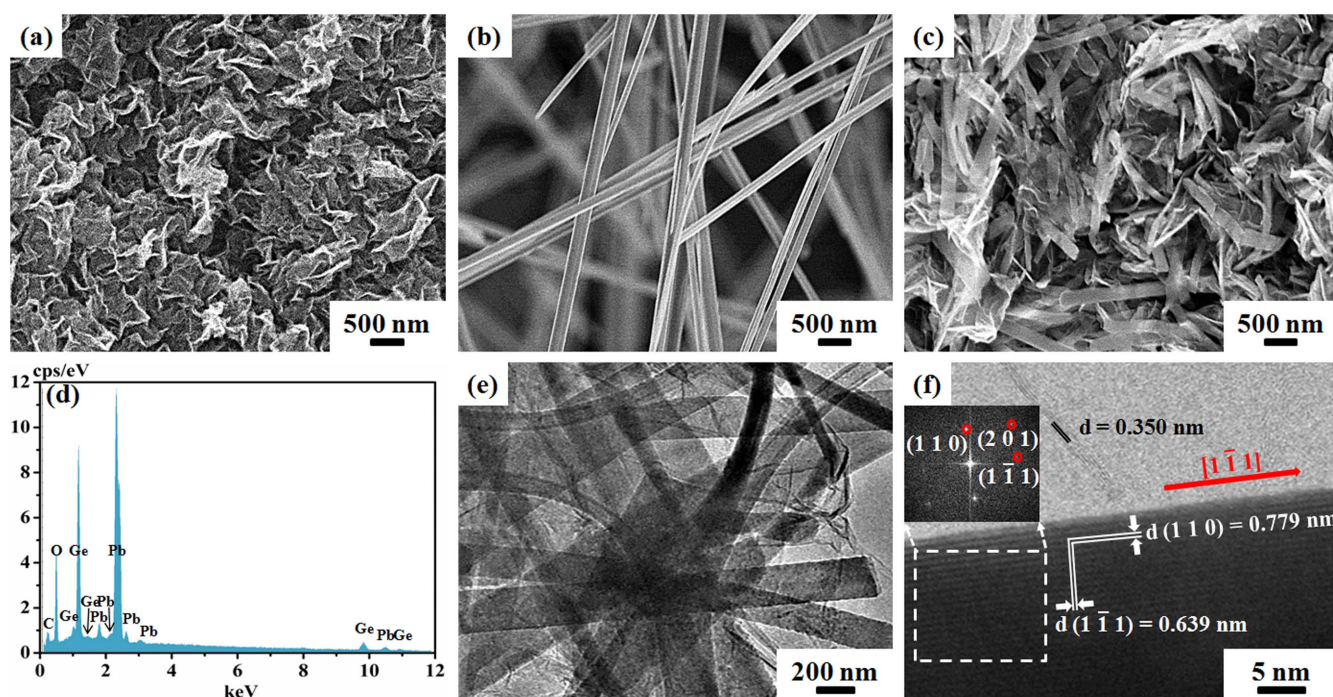 (a)
500 nm
(b)
500 nm
(c)
500 nm
cps/eV
(d)
12
10
8
6
4
2
0
O
Ge
Pb
Ge
Ge
Pb
Pb
C
Pb
Pb
Ge
PbGe
0 2 4 6 8 10 12
keV
(e)
200 nm
(f)
(1 1 0)
(2 0 1)
(1 1̄ 1)
d = 0.350 nm
[1 1̄ 1]
d (1 1 0) = 0.779 nm
d (1 1̄ 1) = 0.639 nm
5 nm